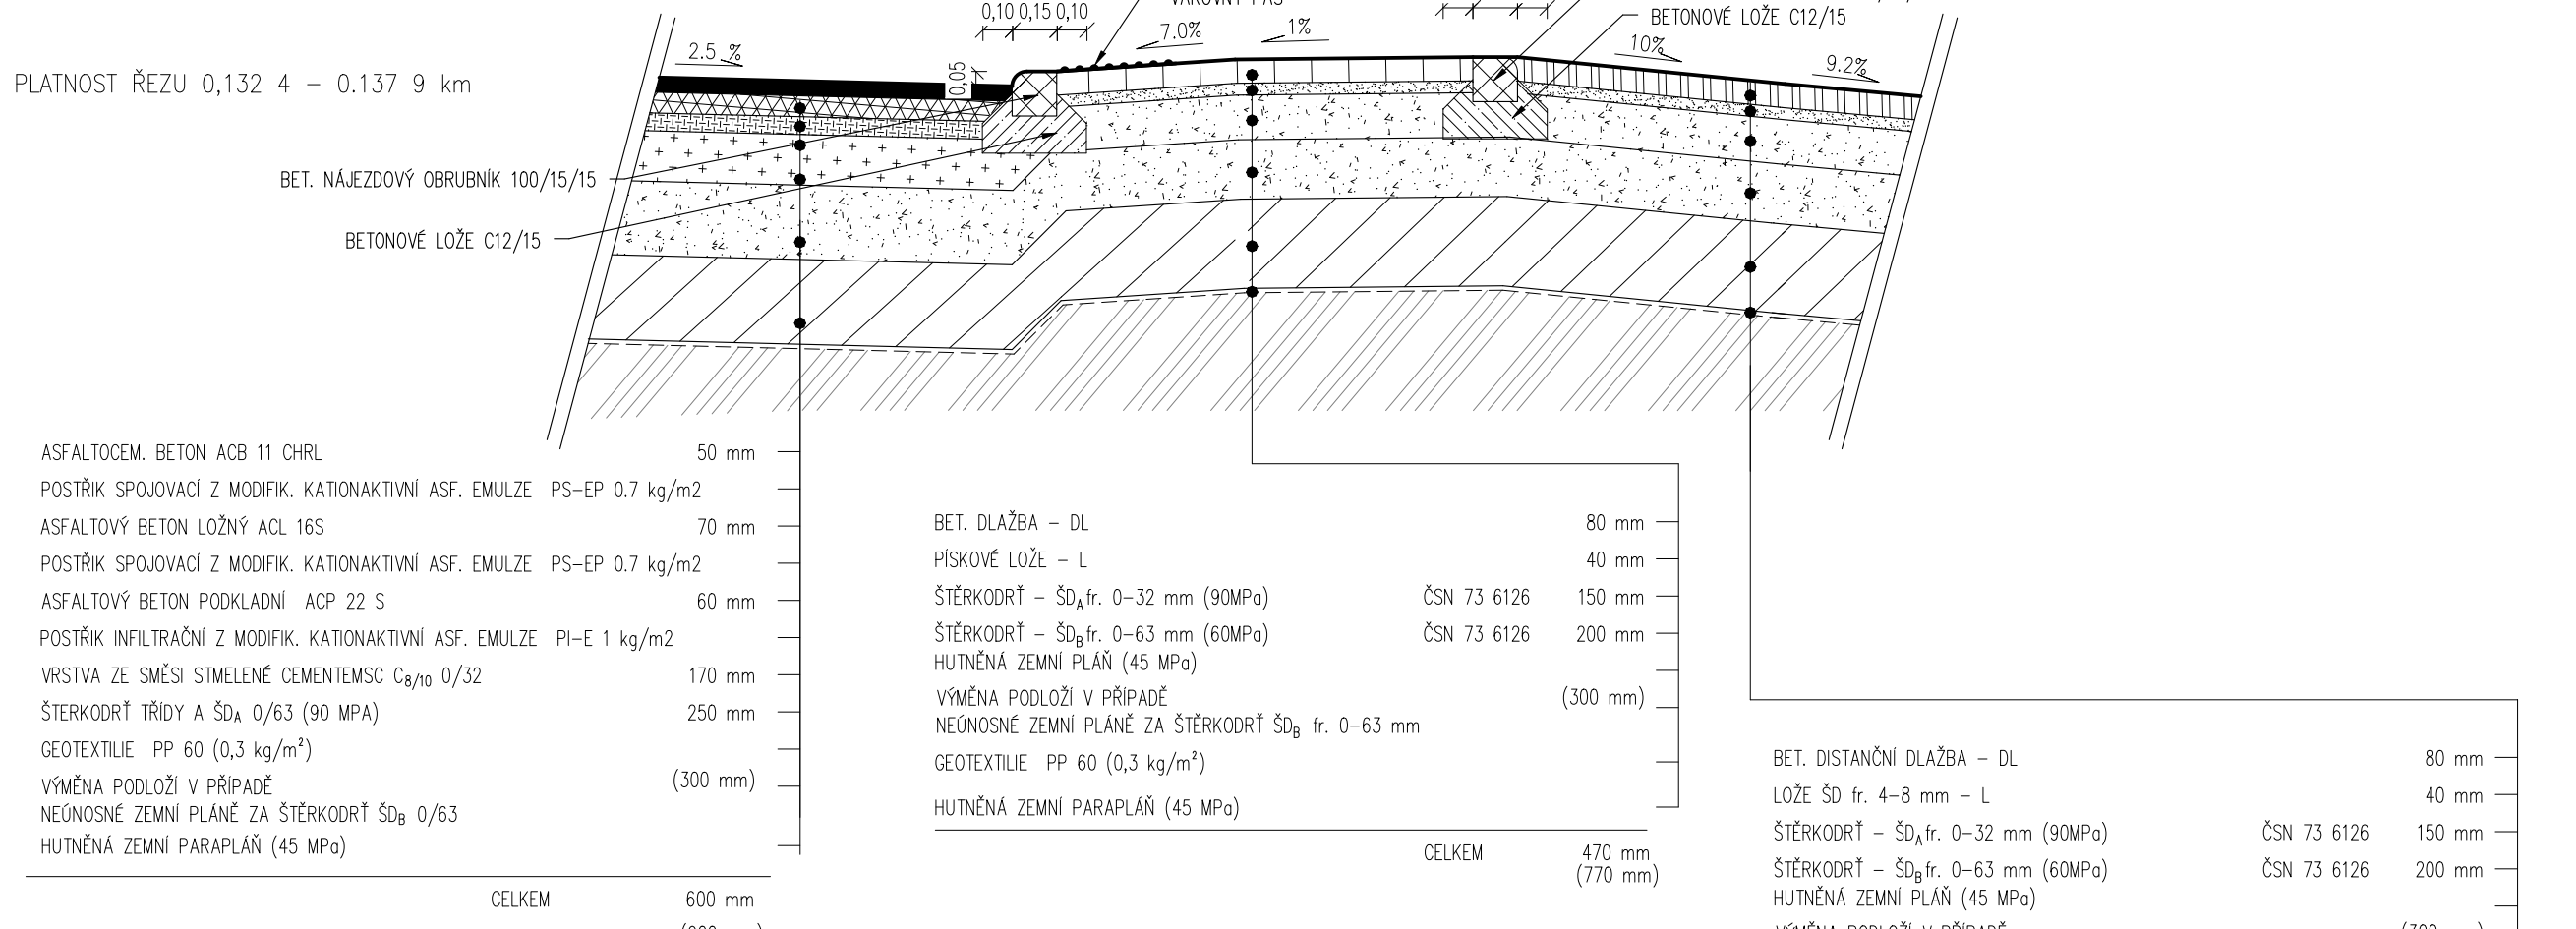 0,10 0,15 0,10
BETONOVÉ LOŽE C12/15
2.5 %
7.0%
1%
10%
9.2%
0.05
PLATNOST ŘEZU 0,132 4 – 0.137 9 km
BET. NÁJEZDOVÝ OBRUBNÍK 100/15/15
BETONOVÉ LOŽE C12/15
ASFALTOCEM. BETON ACB 11 CHRL 50 mm
POSTŘIK SPOJOVACÍ Z MODIFIK. KATIONAKTIVNÍ ASF. EMULZE PS–EP 0.7 kg/m2
ASFALTOVÝ BETON LOŽNÝ ACL 16S 70 mm
POSTŘIK SPOJOVACÍ Z MODIFIK. KATIONAKTIVNÍ ASF. EMULZE PS–EP 0.7 kg/m2
ASFALTOVÝ BETON PODKLADNÍ ACP 22 S 60 mm
POSTŘIK INFILTRAČNÍ Z MODIFIK. KATIONAKTIVNÍ ASF. EMULZE PI–E 1 kg/m2
VRSTVA ZE SMĚSI STMELENÉ CEMENTEMSC C8/10 0/32 170 mm
ŠTERKODRŤ TŘÍDY A ŠDA 0/63 (90 MPA) 250 mm
GEOTEXTILIE PP 60 (0,3 kg/m²)
VÝMĚNA PODLOŽÍ V PŘÍPADĚ (300 mm)
NEÚNOSNÉ ZEMNÍ PLÁNĚ ZA ŠTĚRKODRŤ ŠDB 0/63
HUTNĚNÁ ZEMNÍ PARAPLÁŇ (45 MPa)
CELKEM 600 mm
BET. DLAŽBA – DL 80 mm
PÍSKOVÉ LOŽE – L 40 mm
ŠTĚRKODRŤ – ŠDA fr. 0–32 mm (90MPa) ČSN 73 6126 150 mm
ŠTĚRKODRŤ – ŠDB fr. 0–63 mm (60MPa) ČSN 73 6126 200 mm
HUTNĚNÁ ZEMNÍ PLÁŇ (45 MPa)
VÝMĚNA PODLOŽÍ V PŘÍPADĚ (300 mm)
NEÚNOSNÉ ZEMNÍ PLÁNĚ ZA ŠTĚRKODRŤ ŠDB fr. 0–63 mm
GEOTEXTILIE PP 60 (0,3 kg/m²)
HUTNĚNÁ ZEMNÍ PARAPLÁŇ (45 MPa)
CELKEM 470 mm
(770 mm)
BET. DISTANČNÍ DLAŽBA – DL 80 mm
LOŽE ŠD fr. 4–8 mm – L 40 mm
ŠTĚRKODRŤ – ŠDA fr. 0–32 mm (90MPa) ČSN 73 6126 150 mm
ŠTĚRKODRŤ – ŠDB fr. 0–63 mm (60MPa) ČSN 73 6126 200 mm
HUTNĚNÁ ZEMNÍ PLÁŇ (45 MPa)